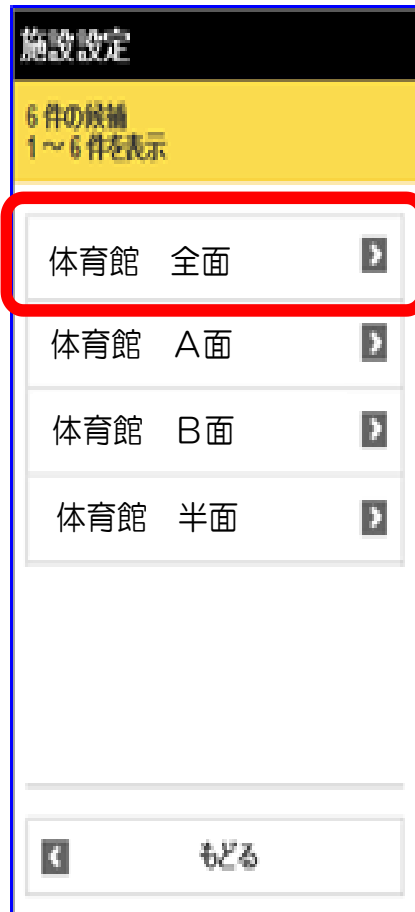 施設設定
6 件の候補
1～6 件を表示
体育館　全面
体育館　A面
体育館　B面
体育館　半面
もどる